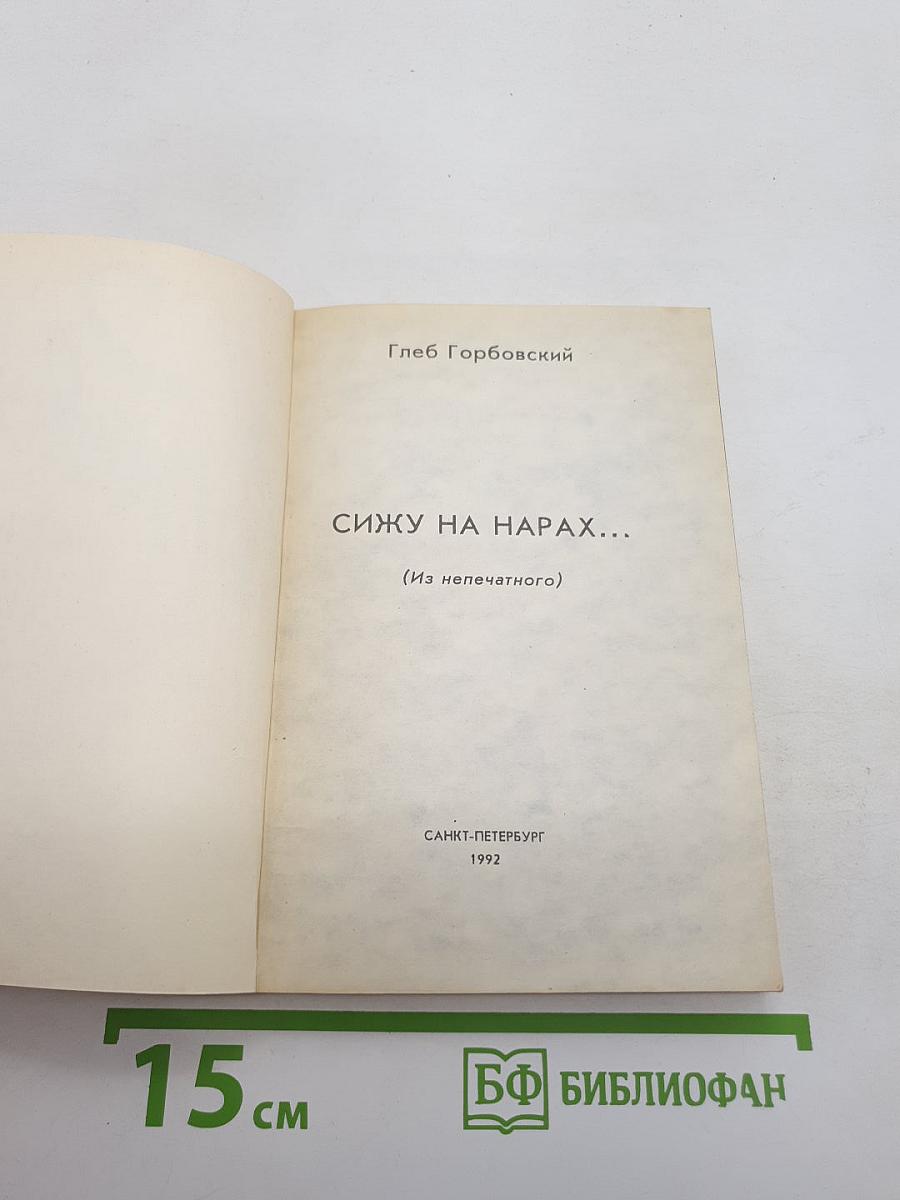 Глеб Горбовский
СИЖУ НА НАРАХ...
(Из непечатного)
САНКТ-ПЕТЕРБУРГ
1992
15 см
БФ БИБЛИОФАН